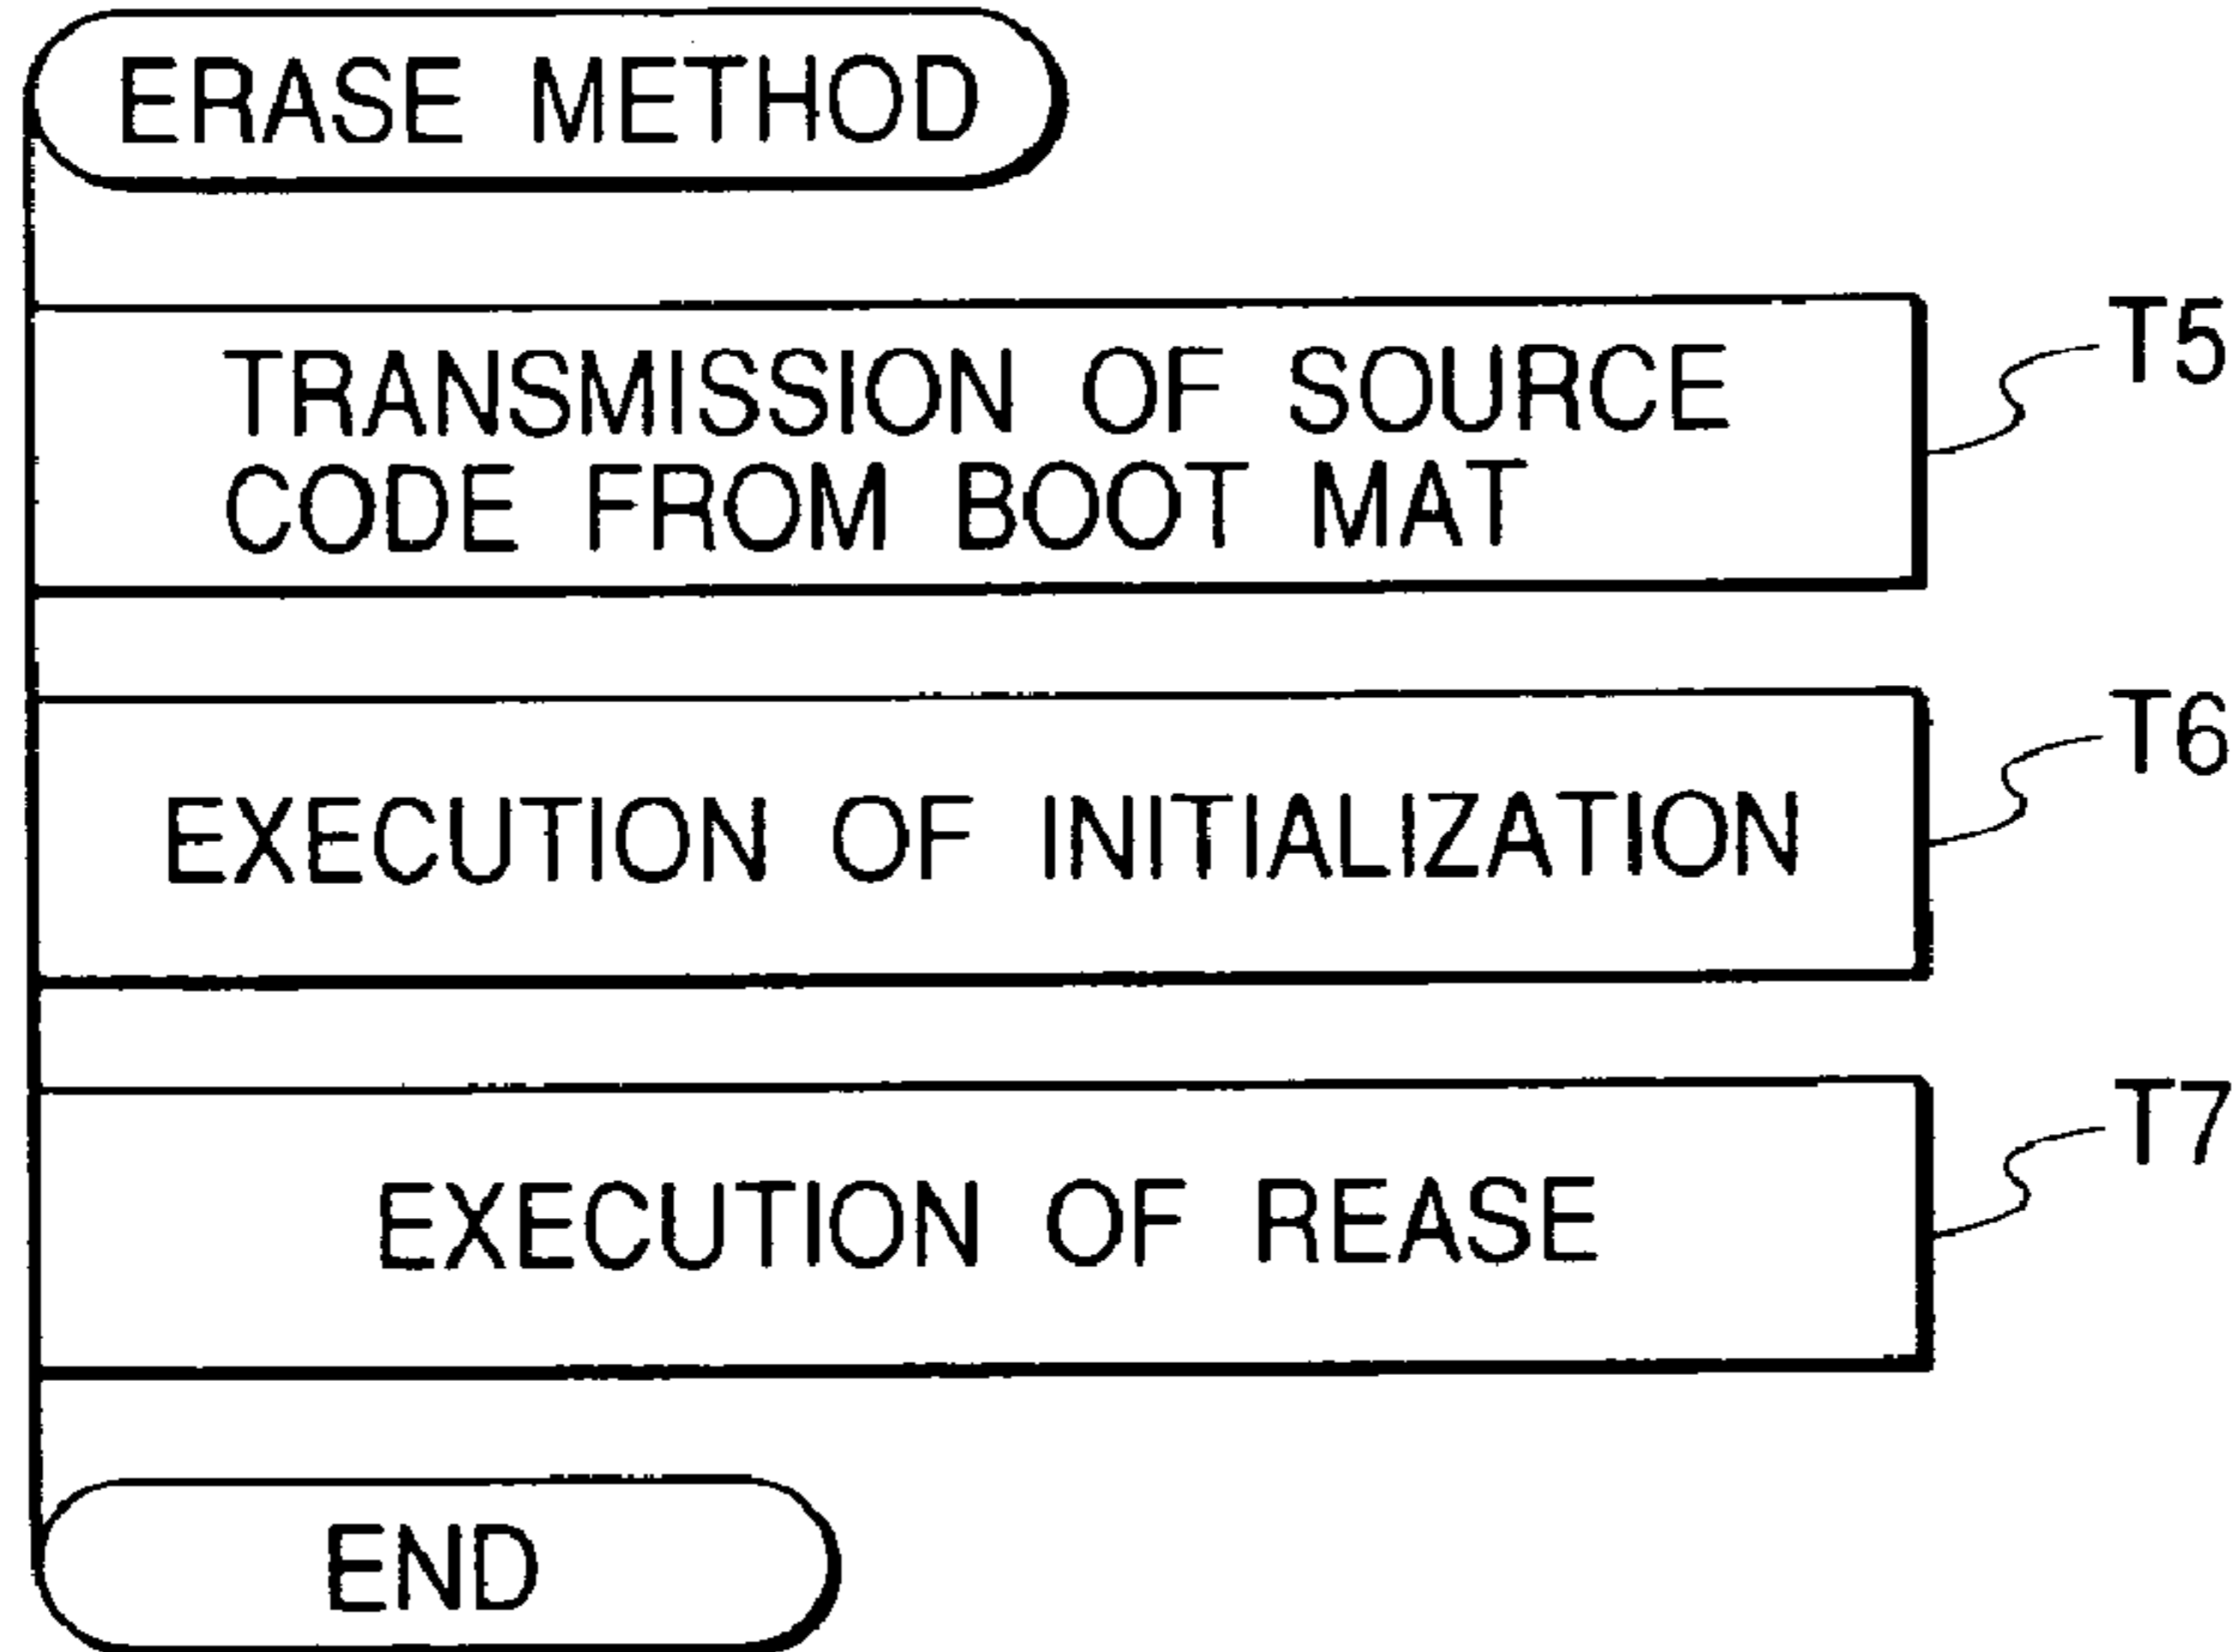 ERASE METHOD
TRANSMISSION OF SOURCE
CODE FROM BOOT MAT
T5
EXECUTION OF INITIALIZATION
T6
EXECUTION OF REASE
T7
END